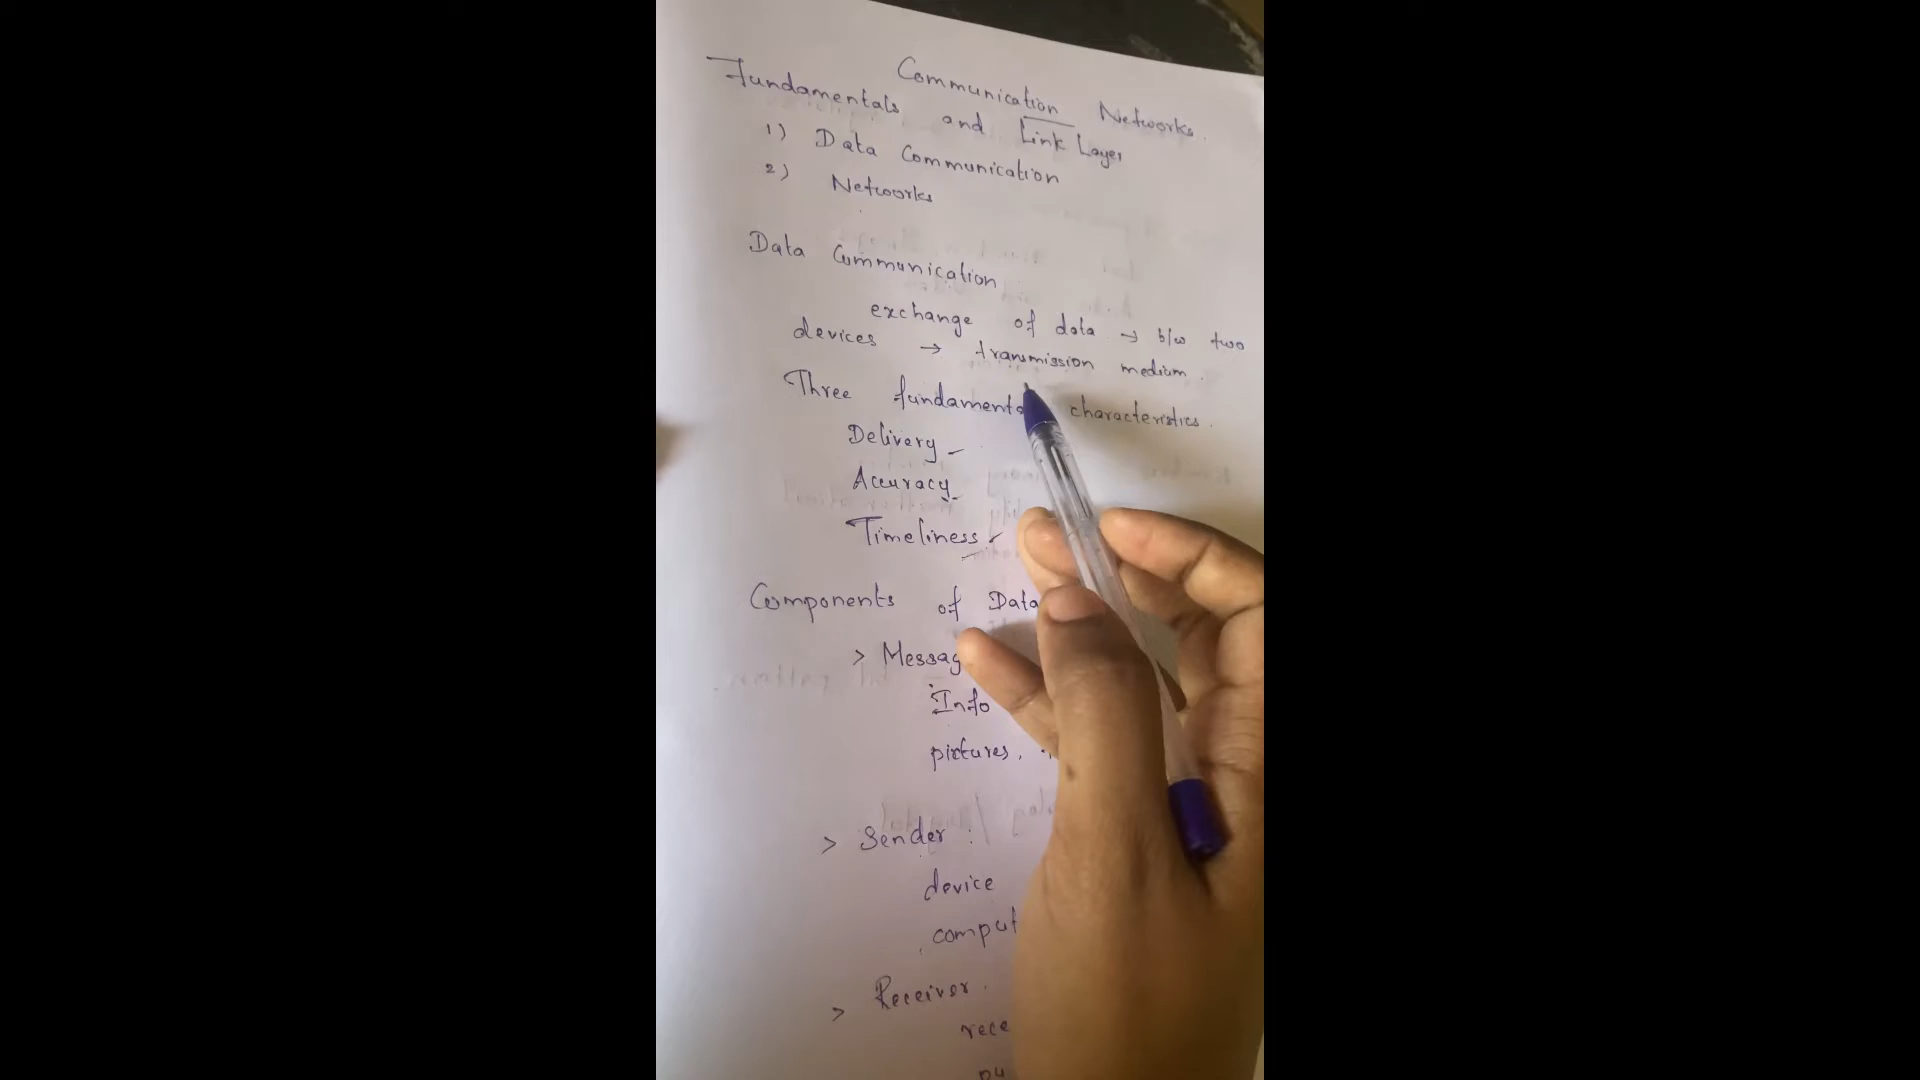 Communication Networks.
Fundamentals and Link Layer
1) Data Communication
2) Networks
Data Communication
exchange of data → b/w two
devices → transmission medium.
Three fundamental characteristics.
Delivery
Accuracy
Timeliness
Components of Data
> Messag
Info
pictures,
> Sender :
device
comput
> Receiver.
rece